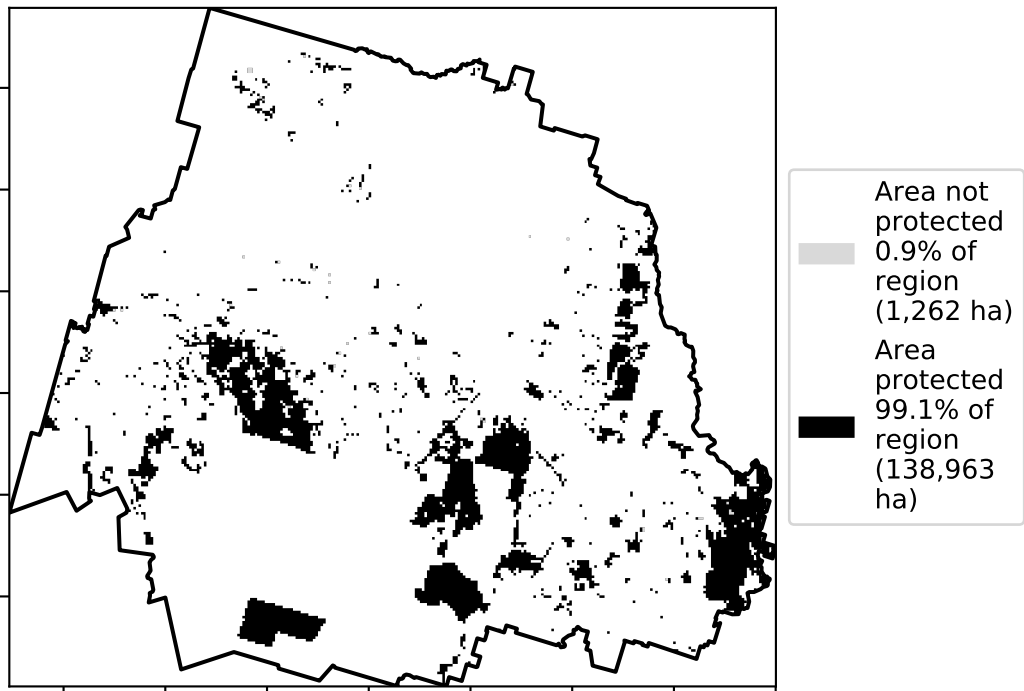 Area not
protected
0.9% of
region
(1,262 ha)
Area
protected
99.1% of
region
(138,963
ha)